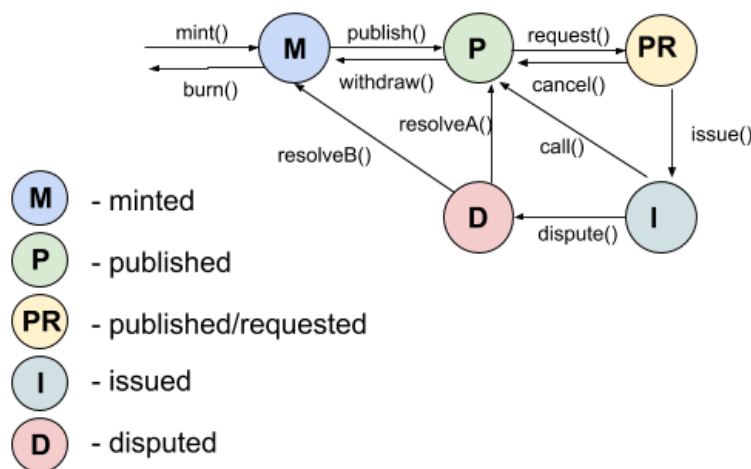 mint()
publish()
request()
M
P
PR
burn()
withdraw()
cancel()
resolveB()
resolveA()
call()
issue()
D
dispute()
I
M - minted
P - published
PR - published/requested
I - issued
D - disputed